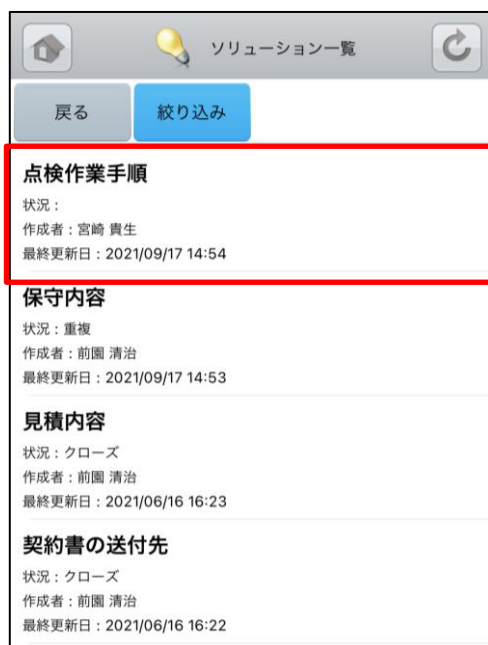 ソリューション一覧
戻る 絞り込み
点検作業手順
状況：
作成者：宮崎 貴生
最終更新日：2021/09/17 14:54
保守内容
状況：重複
作成者：前園 清治
最終更新日：2021/09/17 14:53
見積内容
状況：クローズ
作成者：前園 清治
最終更新日：2021/06/16 16:23
契約書の送付先
状況：クローズ
作成者：前園 清治
最終更新日：2021/06/16 16:22